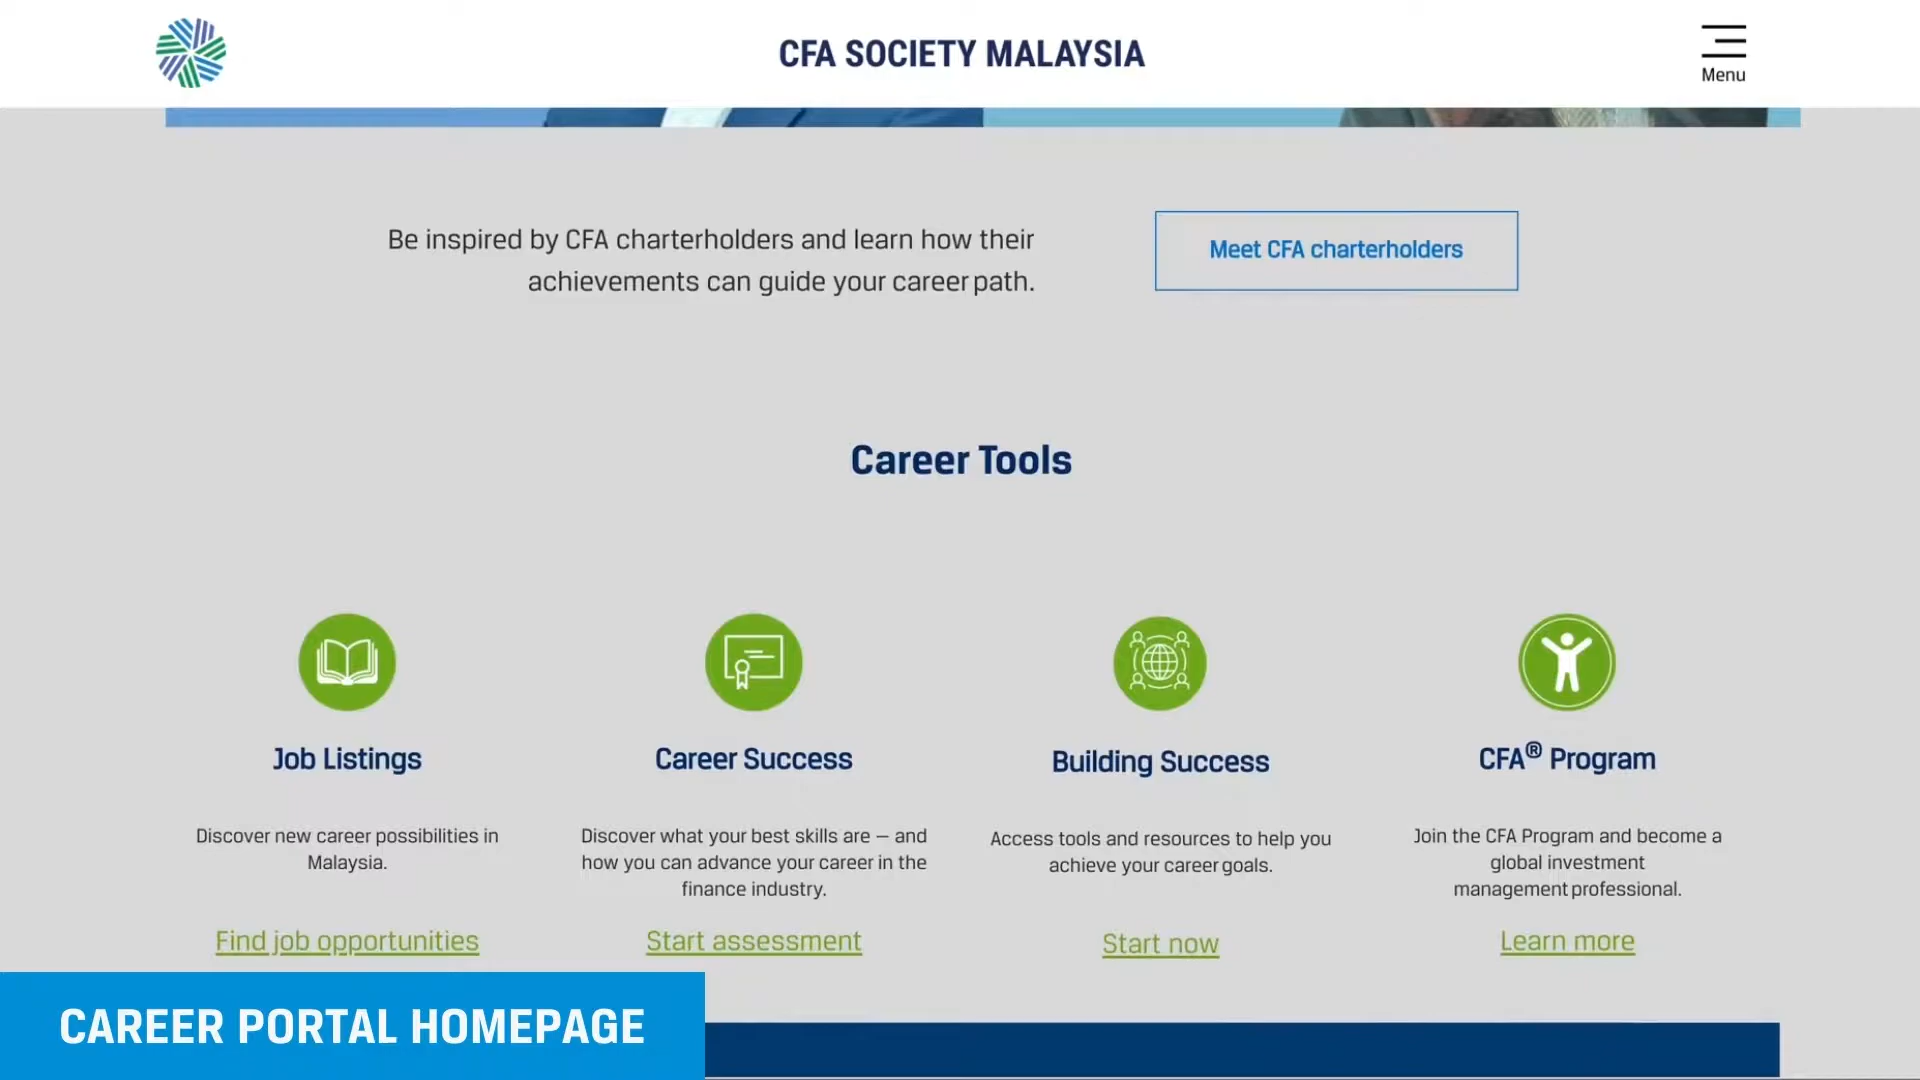 CFA SOCIETY MALAYSIA
Menu
Be inspired by CFA charterholders and learn how their
achievements can guide your career path.
Meet CFA charterholders
Career Tools
Job Listings
Discover new career possibilities in
Malaysia.
Find job opportunities
Career Success
Discover what your best skills are — and
how you can advance your career in the
finance industry.
Start assessment
Building Success
Access tools and resources to help you
achieve your career goals.
Start now
CFA® Program
Join the CFA Program and become a
global investment
management professional.
Learn more
CAREER PORTAL HOMEPAGE